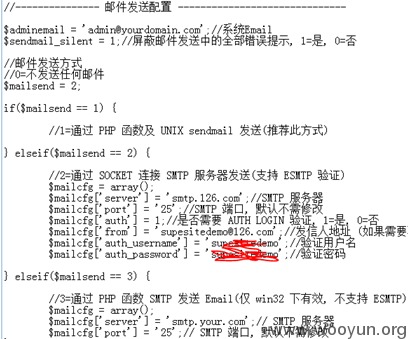 //--------------- 邮件发送配置 ------------------------------
$adminemail = 'admin@yourdomain.com';//系统Email
$sendmail_silent = 1;//屏蔽邮件发送中的全部错误提示, 1=是, 0=否
//邮件发送方式
//0=不发送任何邮件
$mailsend = 2;
if($mailsend == 1) {
//1=通过 PHP 函数及 UNIX sendmail 发送(推荐此方式)
} elseif($mailsend == 2) {
//2=通过 SOCKET 连接 SMTP 服务器发送(支持 ESMTP 验证)
$mailcfg = array();
$mailcfg['server'] = 'smtp.126.com';//SMTP 服务器
$mailcfg['port'] = '25';//SMTP 端口, 默认不需修改
$mailcfg['auth'] = 1;//是否需要 AUTH LOGIN 验证, 1=是, 0=否
$mailcfg['from'] = 'supesitedemo@126.com';//发信人地址 (如果需要
$mailcfg['auth_username'] = 'supesitedemo';//验证用户名
$mailcfg['auth_password'] = ';//验证密码
} elseif($mailsend == 3) {
//3=通过 PHP 函数 SMTP 发送 Email(仅 win32 下有效, 不支持 ESMTP)
$mailcfg = array();
$mailcfg['server'] = 'smtp.your.com';// SMTP 服务器
$mailcfg['port'] = '25';// SMTP 端口, 默认不需修改
www.wooyun.org